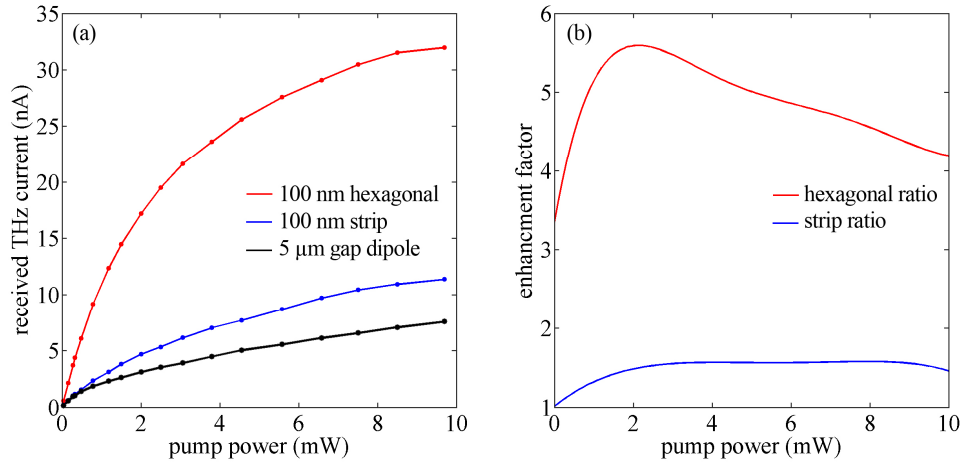 (a)
35
30
25
20
15
10
5
0
received THz current (nA)
100 nm hexagonal
100 nm strip
5 µm gap dipole
0 2 4 6 8 10
pump power (mW)
(b)
6
5
4
3
2
1
enhancment factor
hexagonal ratio
strip ratio
0 2 4 6 8 10
pump power (mW)